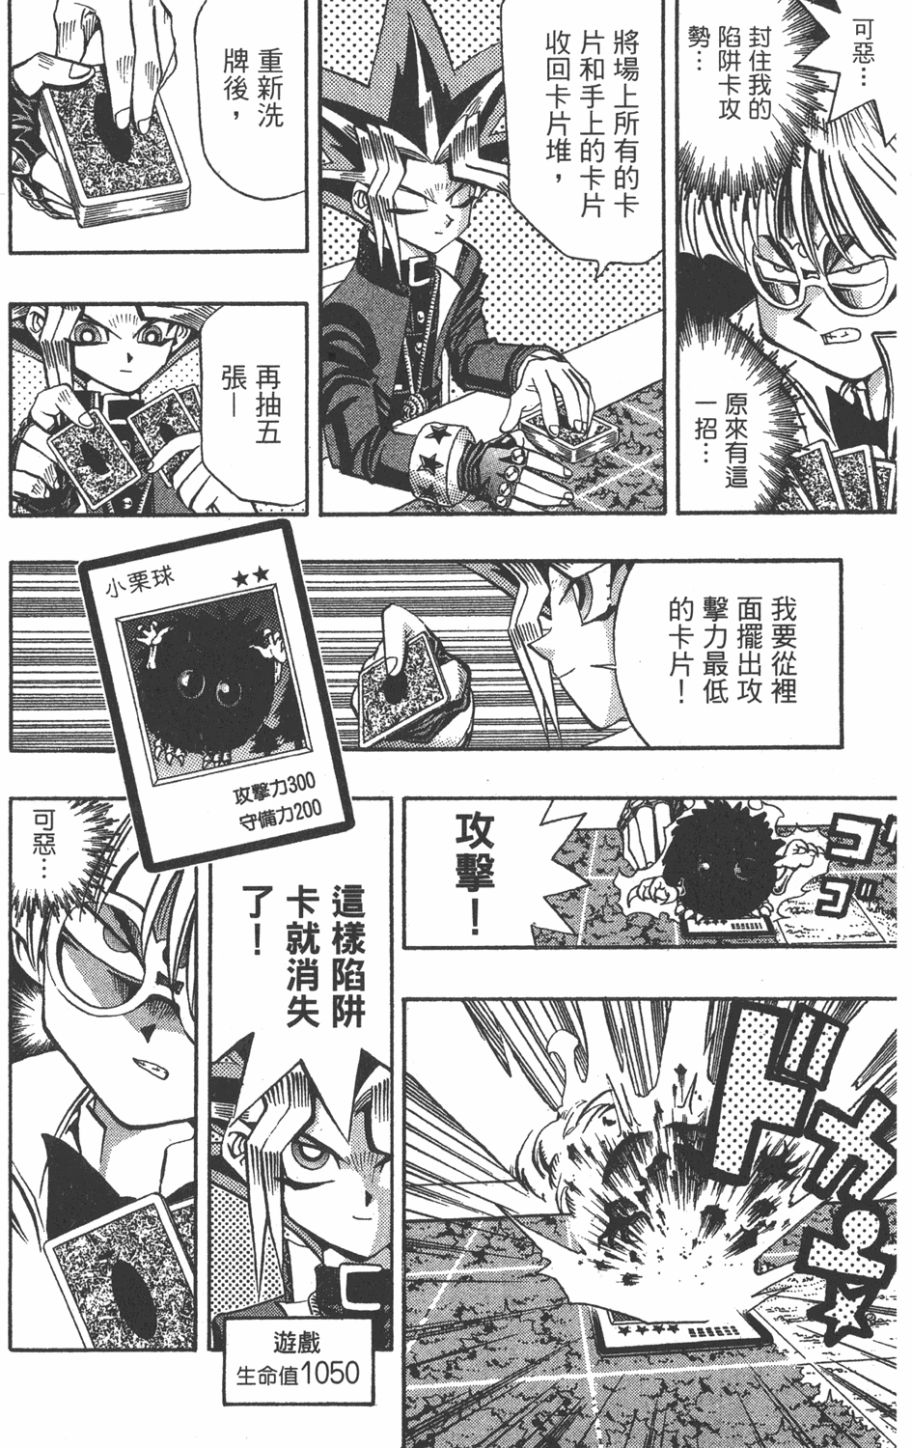 可惡…
封住我的
陷阱卡攻
勢…
原來有這
一招…
將場上所有的卡
片和手上的卡片
收回卡片堆，
重新洗
牌後，
再抽五
張—
我要從裡
面擺出攻
擊力最低
的卡片！
小栗球
★★
攻擊力300
守備力200
ゴゴ
攻擊！
ドメキ
★★★★
這樣陷阱
卡就消失
了！
遊戲
生命值1050
可惡…